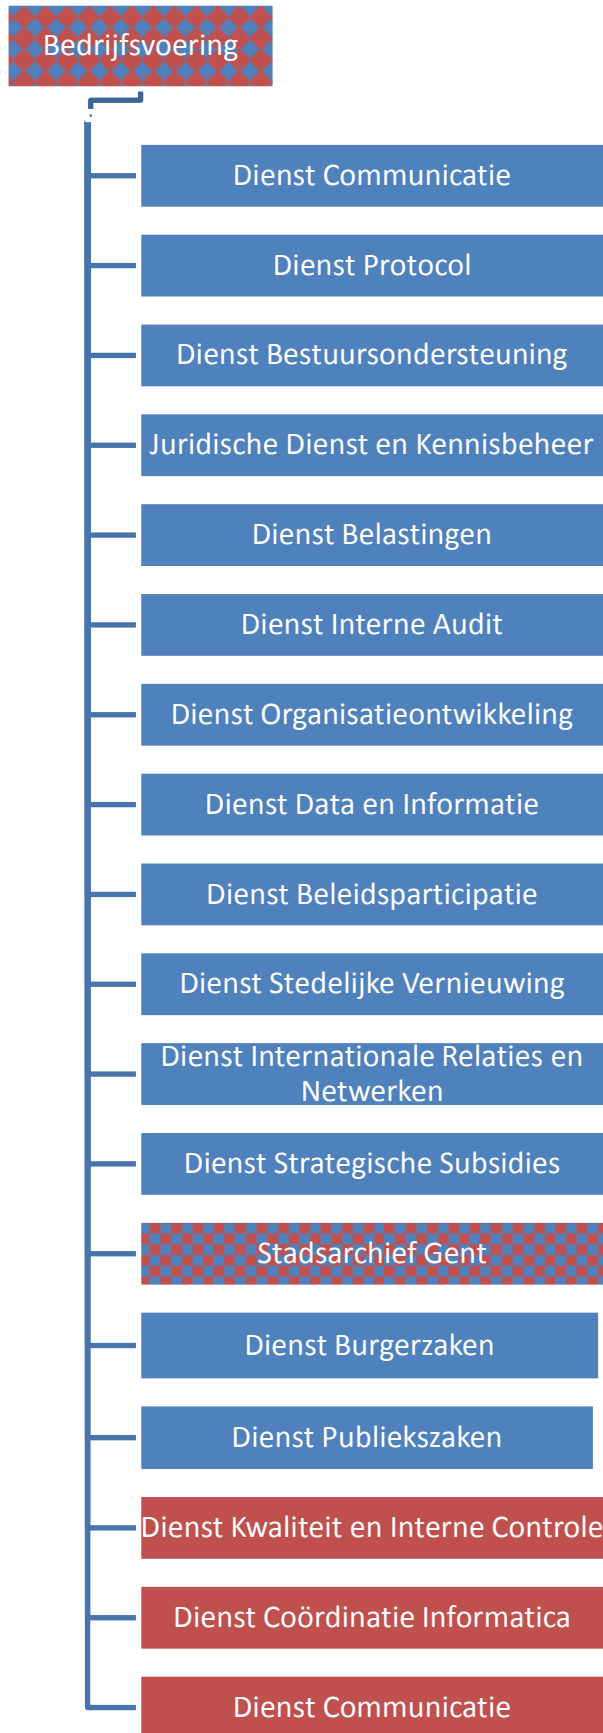 Bedrijfsvoering
Dienst Communicatie
Dienst Protocol
Dienst Bestuursondersteuning
Juridische Dienst en Kennisbeheer
Dienst Belastingen
Dienst Interne Audit
Dienst Organisatieontwikkeling
Dienst Data en Informatie
Dienst Beleidsparticipatie
Dienst Stedelijke Vernieuwing
Dienst Internationale Relaties en
Netwerken
Dienst Strategische Subsidies
Stadsarchief Gent
Dienst Burgerzaken
Dienst Publiekszaken
Dienst Kwaliteit en Interne Controle
Dienst Coördinatie Informatica
Dienst Communicatie